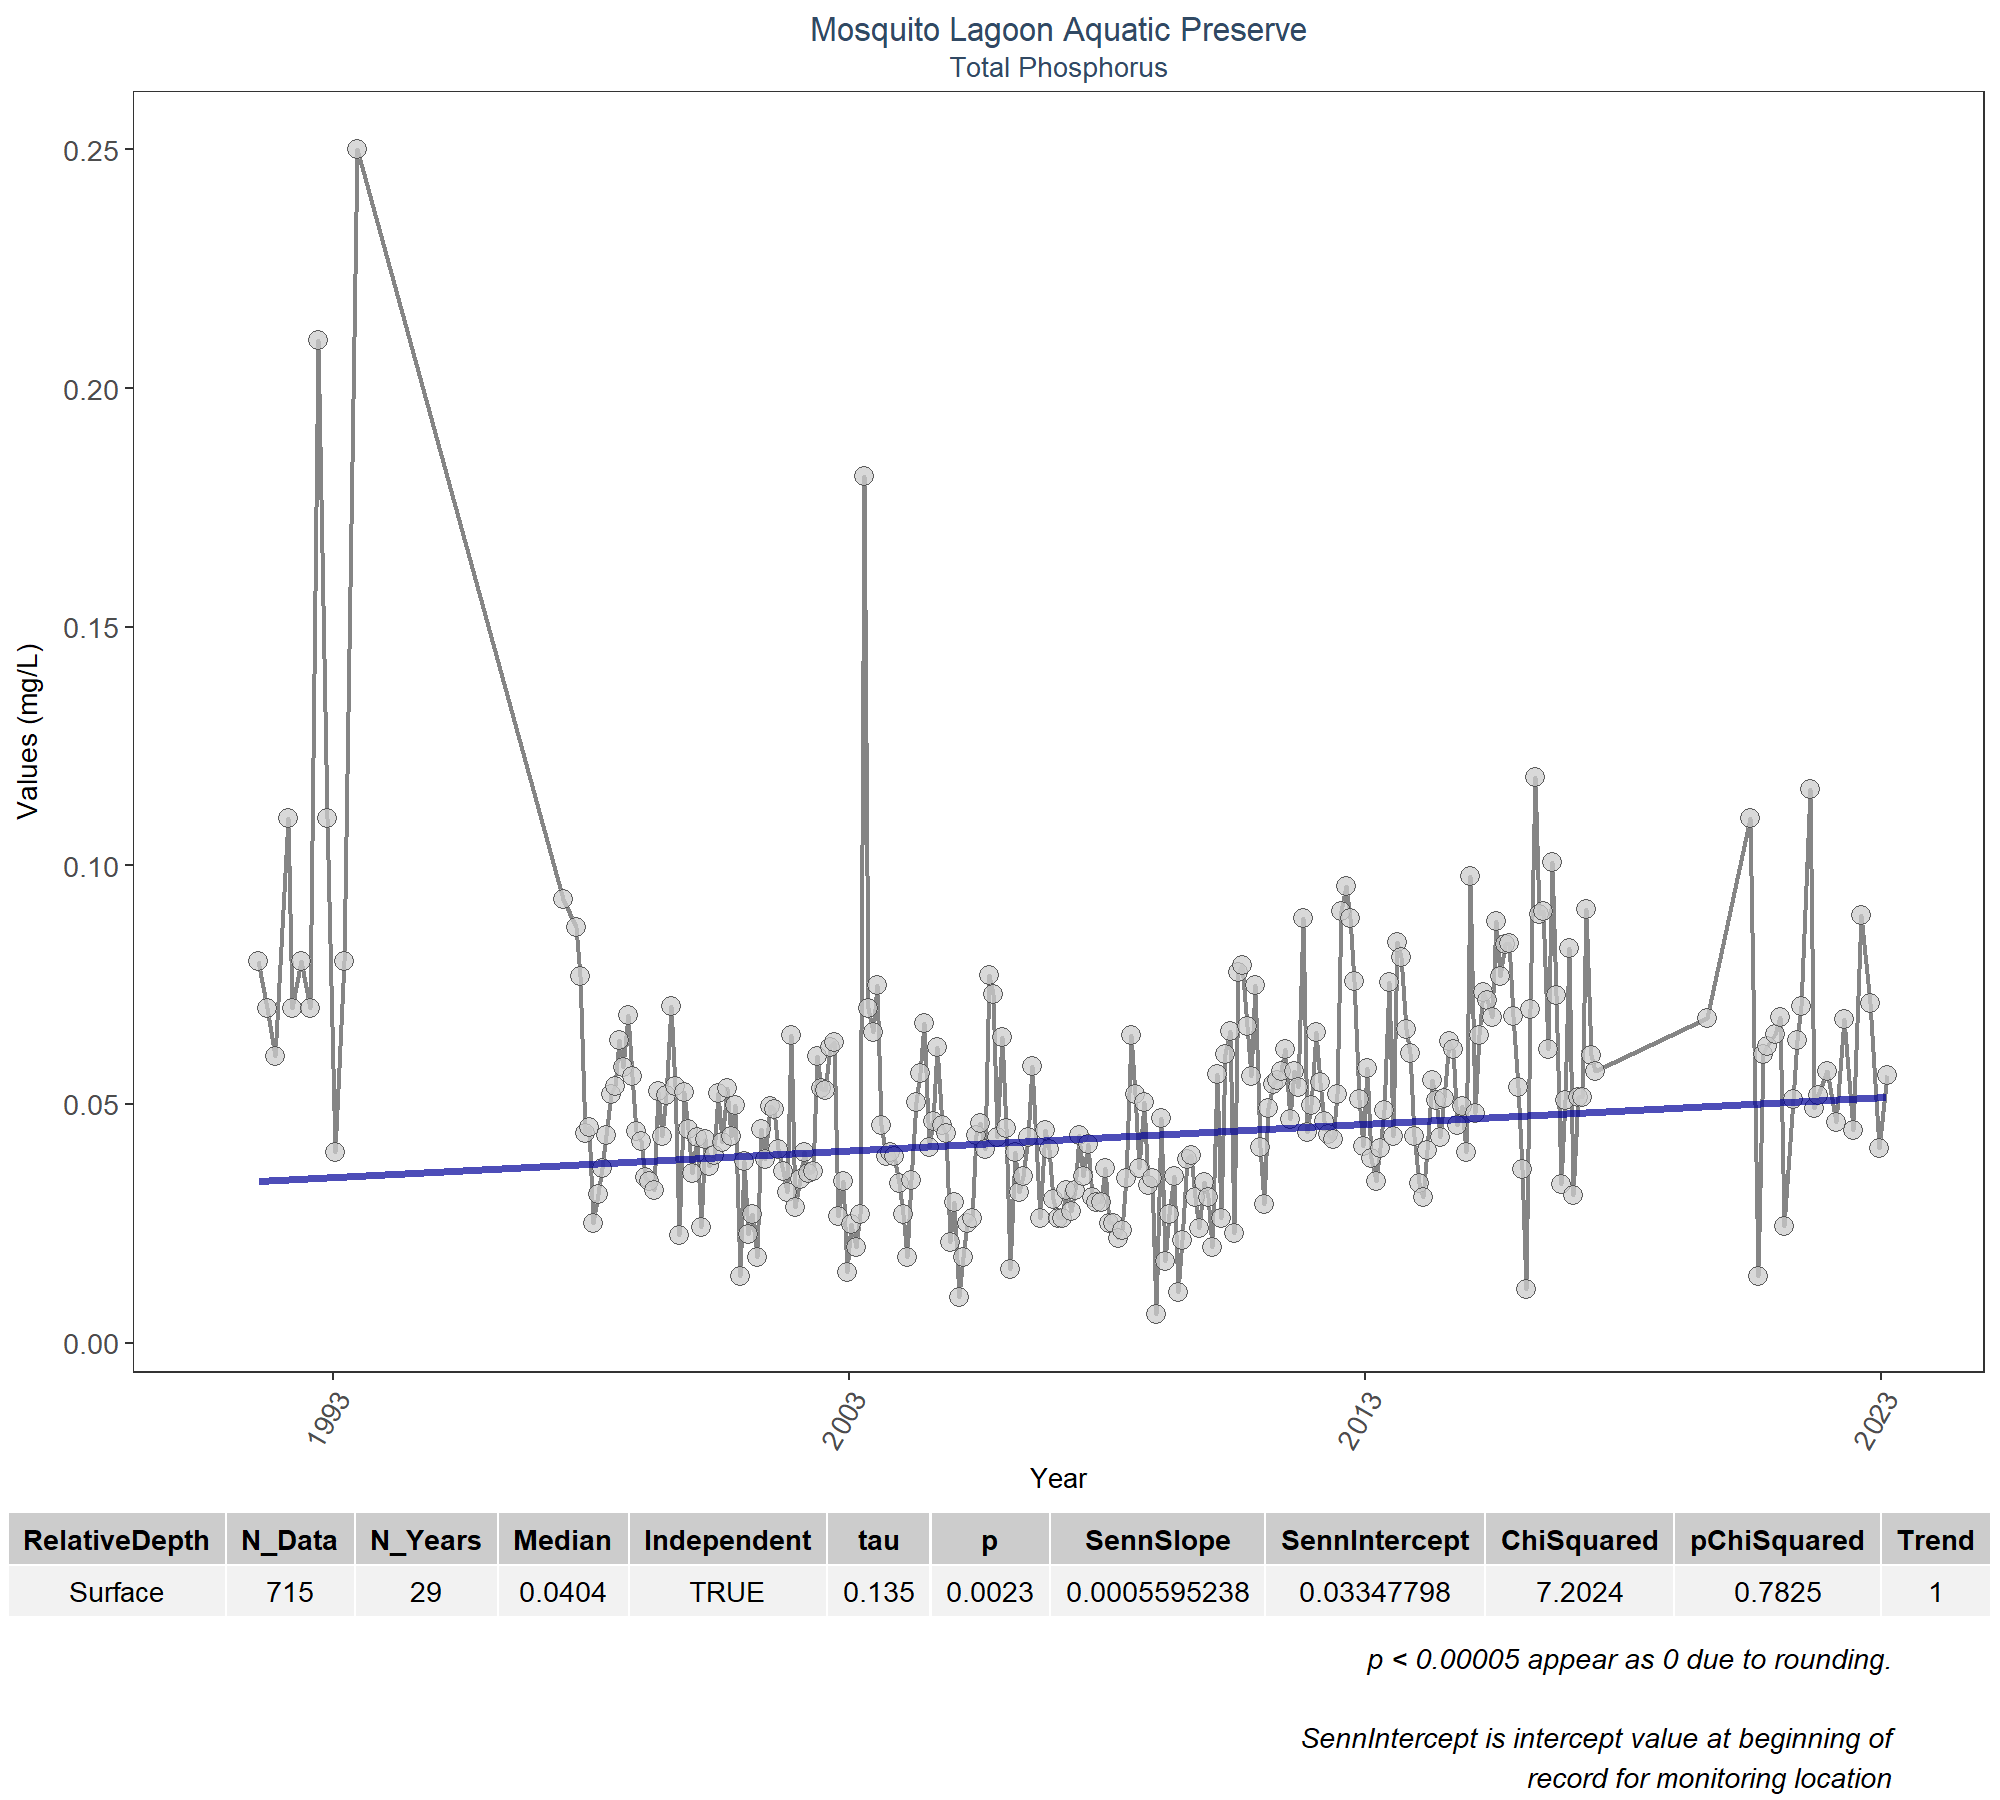 Mosquito Lagoon Aquatic Preserve
Total Phosphorus
Values (mg/L)
0.25
0.20
0.15
0.10
0.05
0.00
1993 2003 2013 2023
Year
RelativeDepth N_Data N_Years Median Independent tau p SennSlope SennIntercept ChiSquared pChiSquared Trend
Surface 715 29 0.0404 TRUE 0.135 0.0023 0.0005595238 0.03347798 7.2024 0.7825 1
p < 0.00005 appear as 0 due to rounding.
SennIntercept is intercept value at beginning of
record for monitoring location